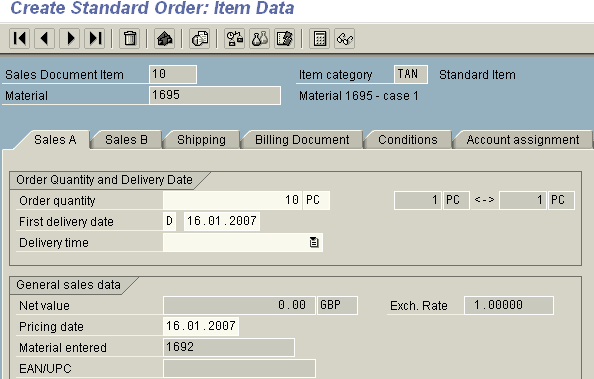 Create Standard Order: Item Data
Sales Document Item 10 Item category TAN Standard Item
Material 1695 Material 1695 - case 1
Sales A Sales B Shipping Billing Document Conditions Account assignment
Order Quantity and Delivery Date
Order quantity 10 PC 1 PC <-> 1 PC
First delivery date D 16.01.2007
Delivery time
General sales data
Net value 0.00 GBP Exch. Rate 1.00000
Pricing date 16.01.2007
Material entered 1692
EAN/UPC